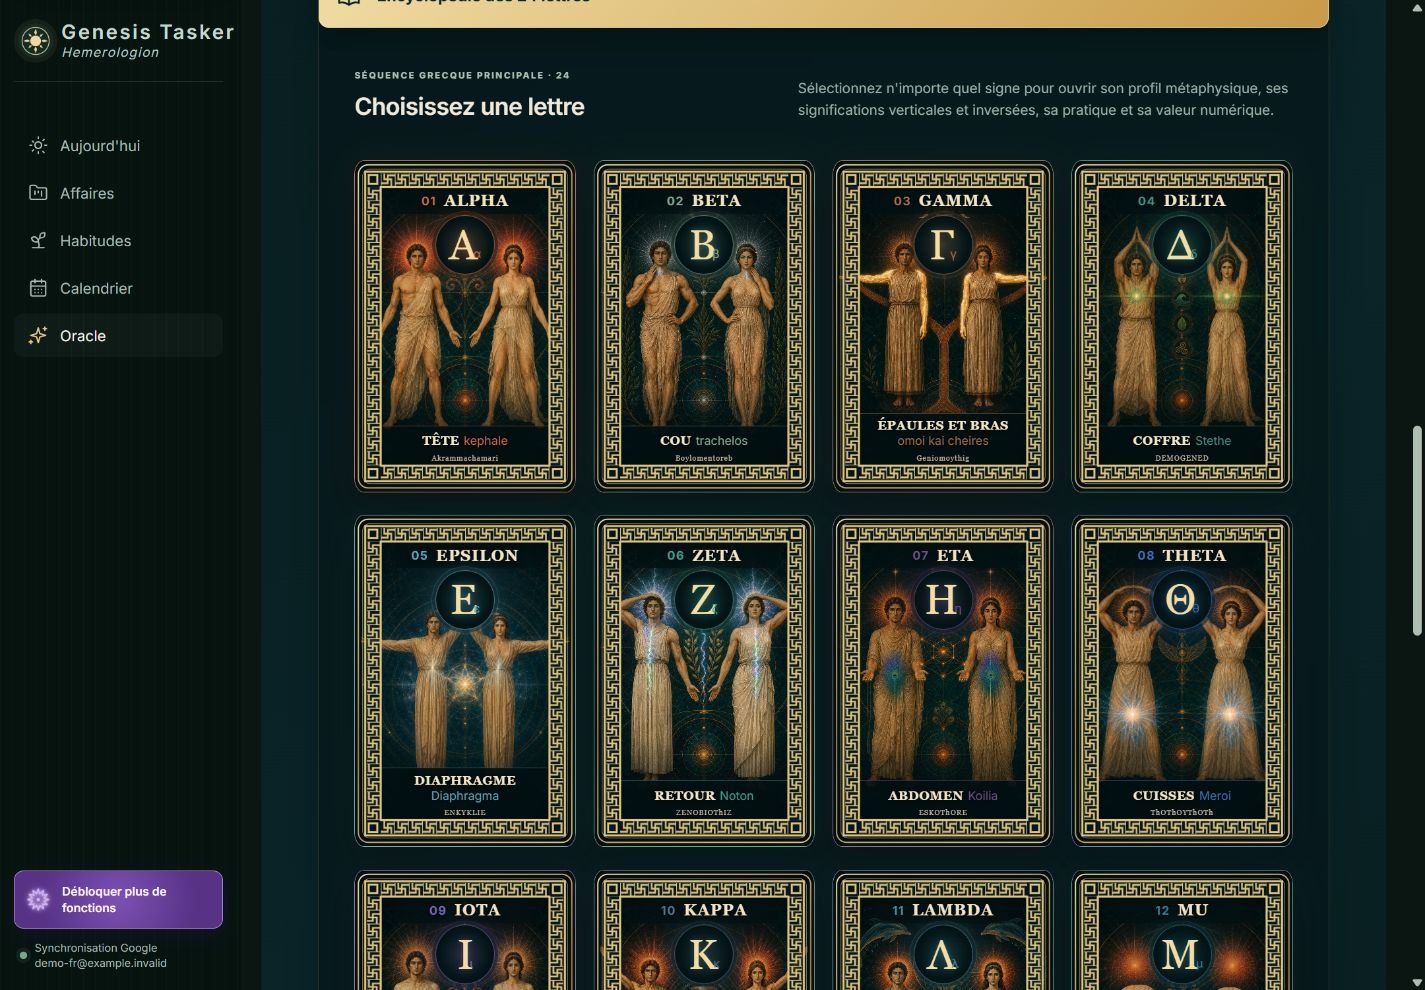 Genesis Tasker
Hemerologion
Aujourd'hui
Affaires
Habitudes
Calendrier
Oracle
Débloquer plus de
fonctions
Synchronisation Google
demo-fr@example.invalid
SÉQUENCE GRECQUE PRINCIPALE · 24
Choisissez une lettre
Sélectionnez n'importe quel signe pour ouvrir son profil métaphysique, ses
significations verticales et inversées, sa pratique et sa valeur numérique.
01 ALPHA
Α α
TÊTE kephale
Akrammachamari
02 BETA
Β β
COU trachelos
Boylomentoreb
03 GAMMA
Γ γ
ÉPAULES ET BRAS
omoi kai cheires
Geniomoythig
04 DELTA
Δ δ
COFFRE Stethe
DEMOGENED
05 EPSILON
Ε ε
DIAPHRAGME
Diaphragma
ENKYKLIE
06 ZETA
Ζ
RETOUR Noton
ZENOBIOThIZ
07 ETA
Η η
ABDOMEN Koilia
ESKOThORE
08 THETA
Θ θ
CUISSES Meroi
ThOThOYThOTh
09 IOTA
Ι
10 KAPPA
Κ κ
11 LAMBDA
Λ λ
12 MU
Μ μ